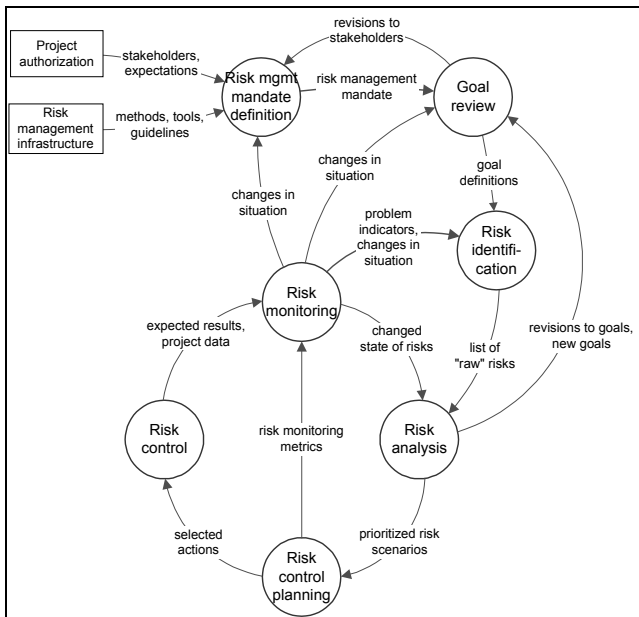 revisions to
stakeholders
Project
authorization
stakeholders,
expectations
Risk mgmt
mandate
definition
risk management
mandate
Goal
review
Risk
management
infrastructure
methods, tools,
guidelines
changes in
situation
goal
definitions
changes in
situation
problem
indicators,
changes in
situation
Risk
identifi-
cation
Risk
monitoring
expected results,
project data
changed
state of risks
list of
"raw" risks
revisions to goals,
new goals
Risk
control
risk monitoring
metrics
Risk
analysis
selected
actions
prioritized risk
scenarios
Risk
control
planning